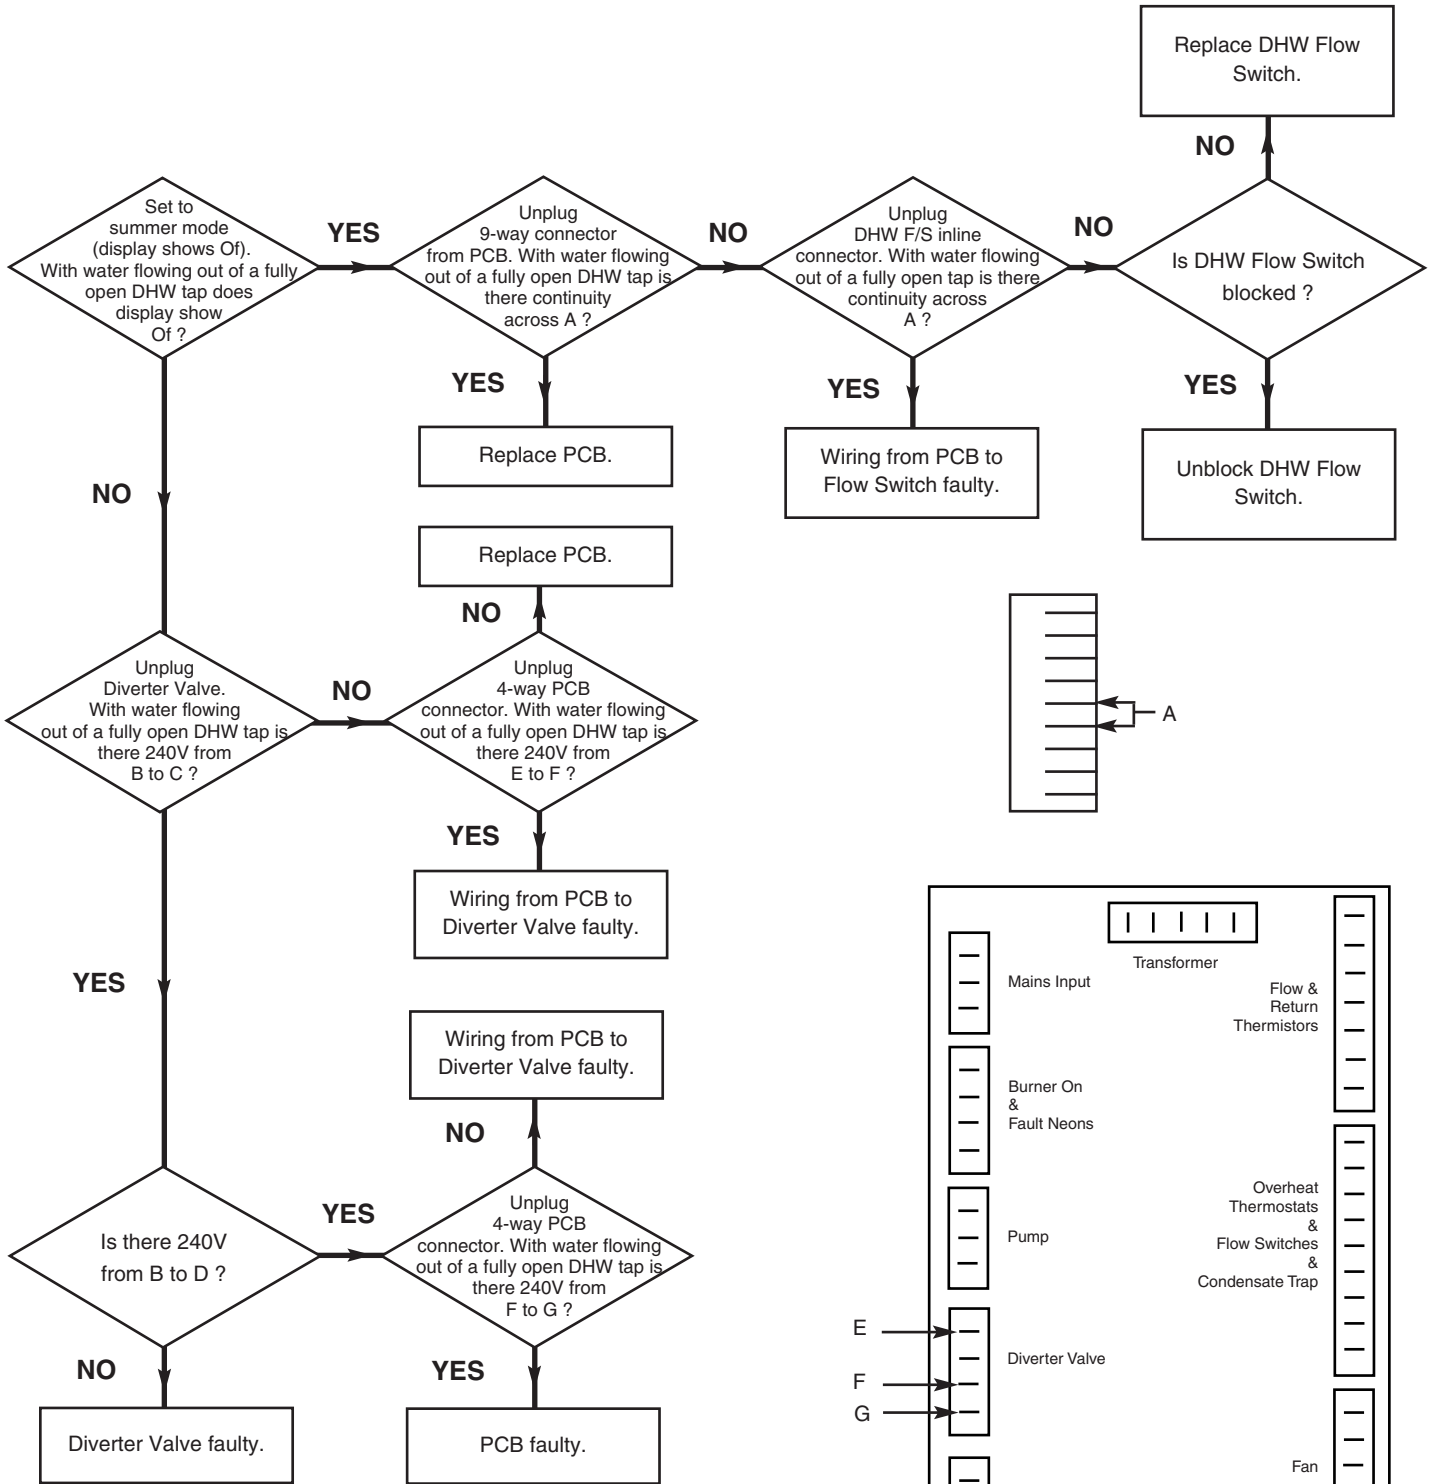 Replace DHW Flow
Switch.
NO
Set to
summer mode
(display shows Of).
With water flowing out of a fully
open DHW tap does
display show
Of ?
YES
Unplug
9-way connector
from PCB. With water flowing
out of a fully open DHW tap is
there continuity
across A ?
NO
Unplug
DHW F/S inline
connector. With water flowing
out of a fully open tap is there
continuity across
A ?
NO
Is DHW Flow Switch
blocked ?
YES
Replace PCB.
YES
Wiring from PCB to
Flow Switch faulty.
YES
Unblock DHW Flow
Switch.
NO
Replace PCB.
NO
Unplug
Diverter Valve.
With water flowing
out of a fully open DHW tap is
there 240V from
B to C ?
NO
Unplug
4-way PCB
connector. With water flowing
out of a fully open DHW tap is
there 240V from
E to F ?
A
YES
Wiring from PCB to
Diverter Valve faulty.
YES
Wiring from PCB to
Diverter Valve faulty.
NO
Is there 240V
from B to D ?
YES
Unplug
4-way PCB
connector. With water flowing
out of a fully open DHW tap is
there 240V from
F to G ?
NO
Diverter Valve faulty.
YES
PCB faulty.
Transformer
Mains Input
Flow &
Return
Thermistors
Burner On
&
Fault Neons
Overheat
Thermostats
&
Flow Switches
&
Condensate Trap
Pump
E
Diverter Valve
F
G
Fan